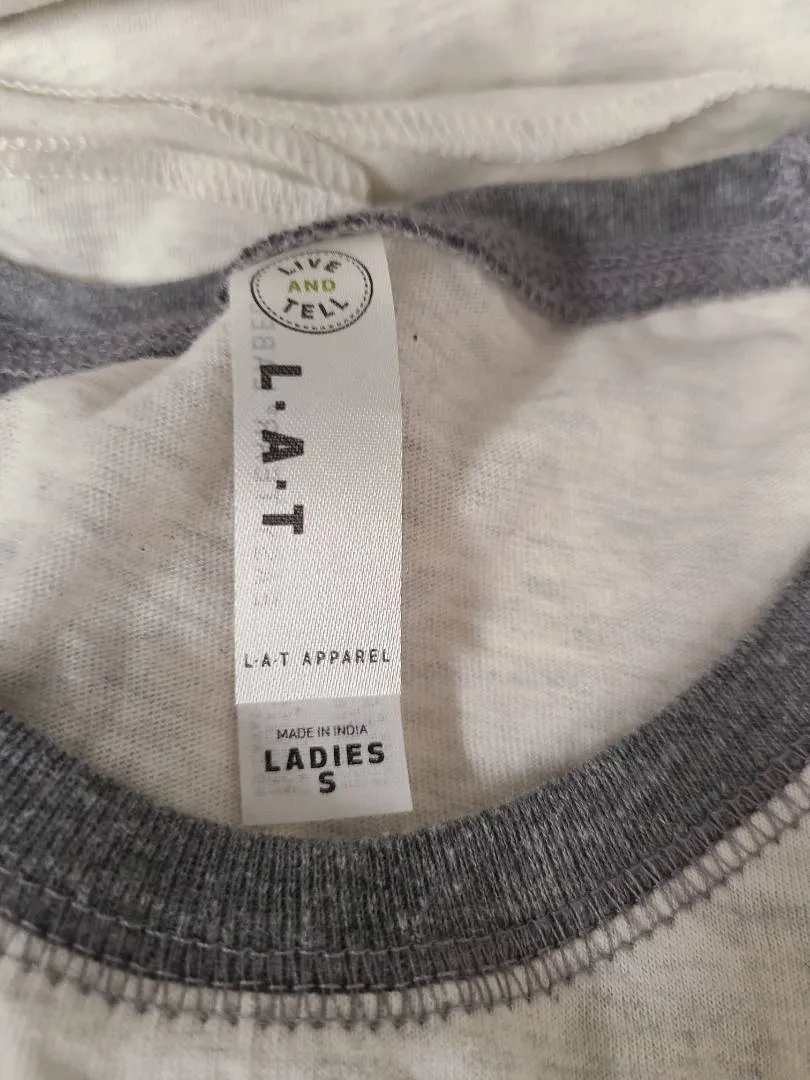 LIVE
AND
TELL
L·A·T
L·A·T APPAREL
MADE IN INDIA
LADIES
S